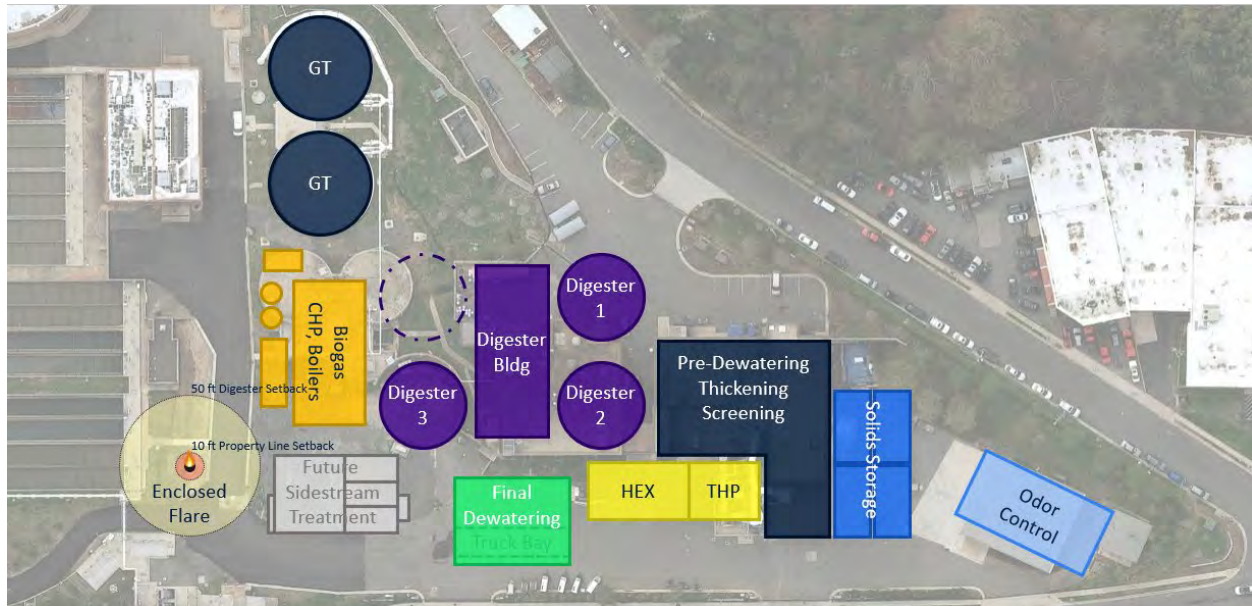 GT
GT
Digester
1
Digester
Bldg
Biogas
CHP, Boilers
Digester
3
Digester
2
Pre-Dewatering
Thickening
Screening
Solids Storage
50 ft Digester Setback
10 ft Property Line Setback
Enclosed
Flare
Future
Sidestream
Treatment
Final
Dewatering
Truck Bay
HEX
THP
Odor
Control